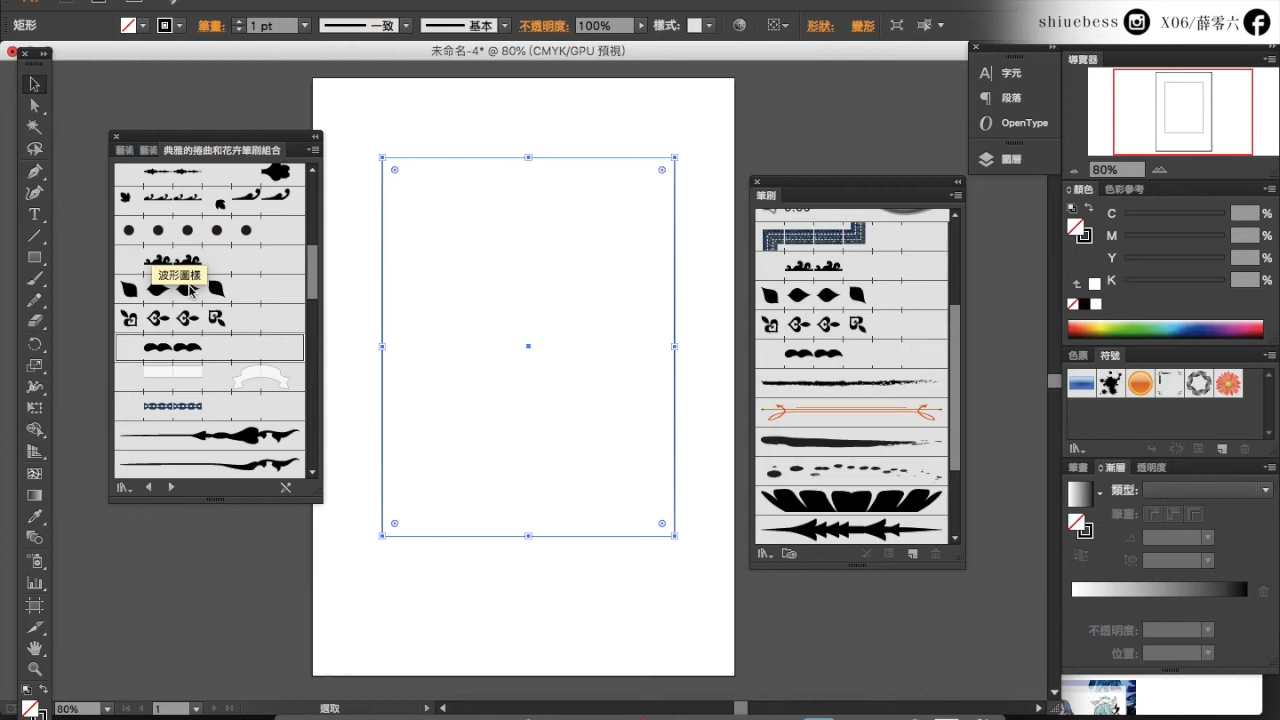 矩形
筆畫:
1 pt
一致
基本
不透明度:
100%
樣式:
形狀:
變形
shiuebess
X06/薛零六
未命名-4* @ 80% (CMYK/GPU 預視)
藝術
藝術
典雅的捲曲和花卉筆刷組合
波形圖樣
筆刷
字元
段落
OpenType
圖層
導覽器
80%
顏色
色彩參考
C
%
M
%
Y
%
K
%
色票
符號
筆畫
漸層
透明度
類型:
筆畫:
不透明度:
位置:
80%
1
選取